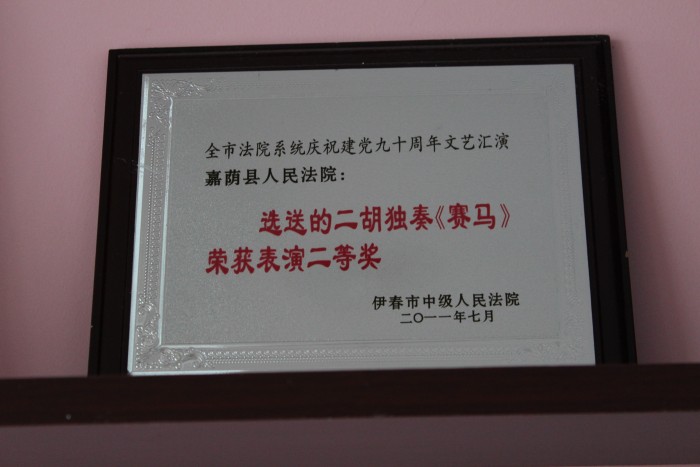 全市法院系统庆祝建党九十周年文艺汇演
嘉荫县人民法院：
选送的二胡独奏《赛马》
荣获表演二等奖
伊春市中级人民法院
二〇一一年七月